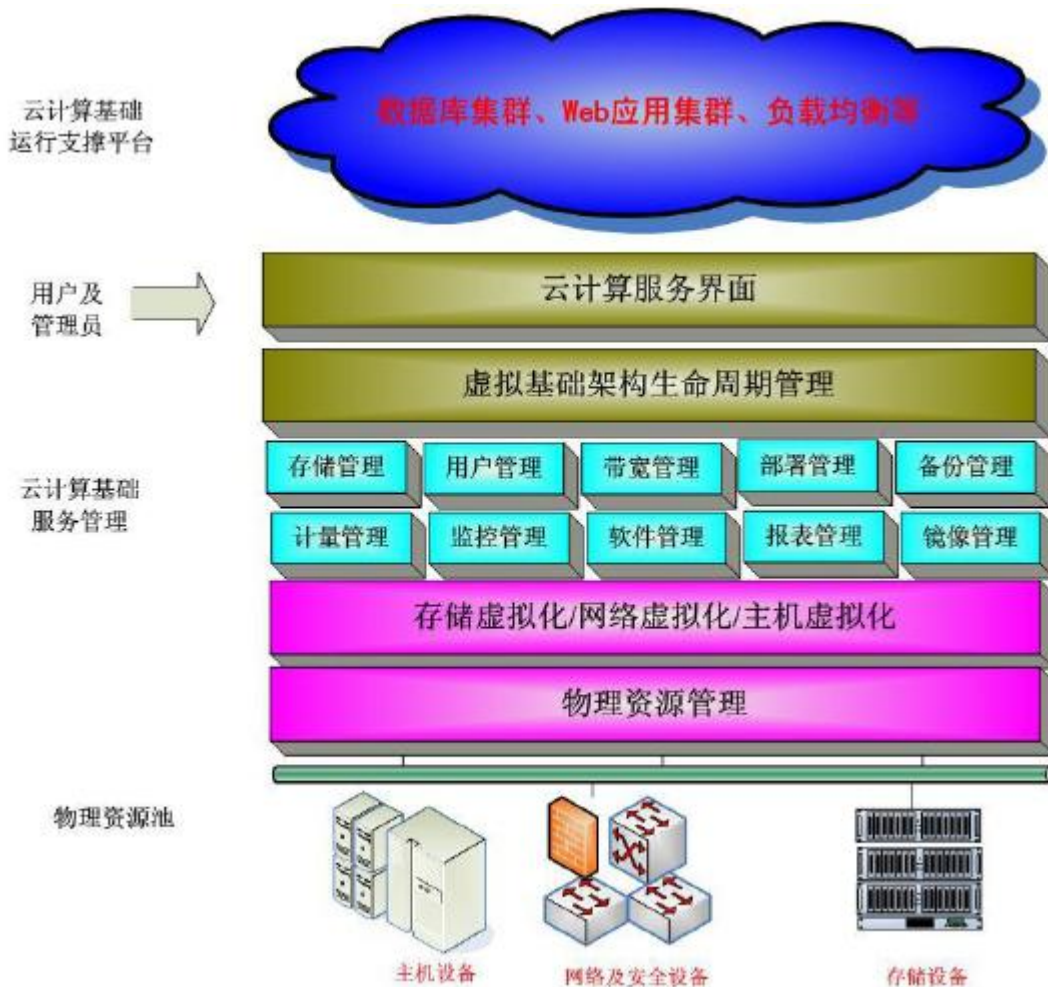 云计算基础
运行支撑平台
数据库集群、Web应用集群、负载均衡等
用户及
管理员
云计算服务界面
虚拟基础架构生命周期管理
云计算基础
服务管理
存储管理
用户管理
带宽管理
部署管理
备份管理
计量管理
监控管理
软件管理
报表管理
镜像管理
存储虚拟化/网络虚拟化/主机虚拟化
物理资源管理
物理资源池
主机设备
网络及安全设备
存储设备